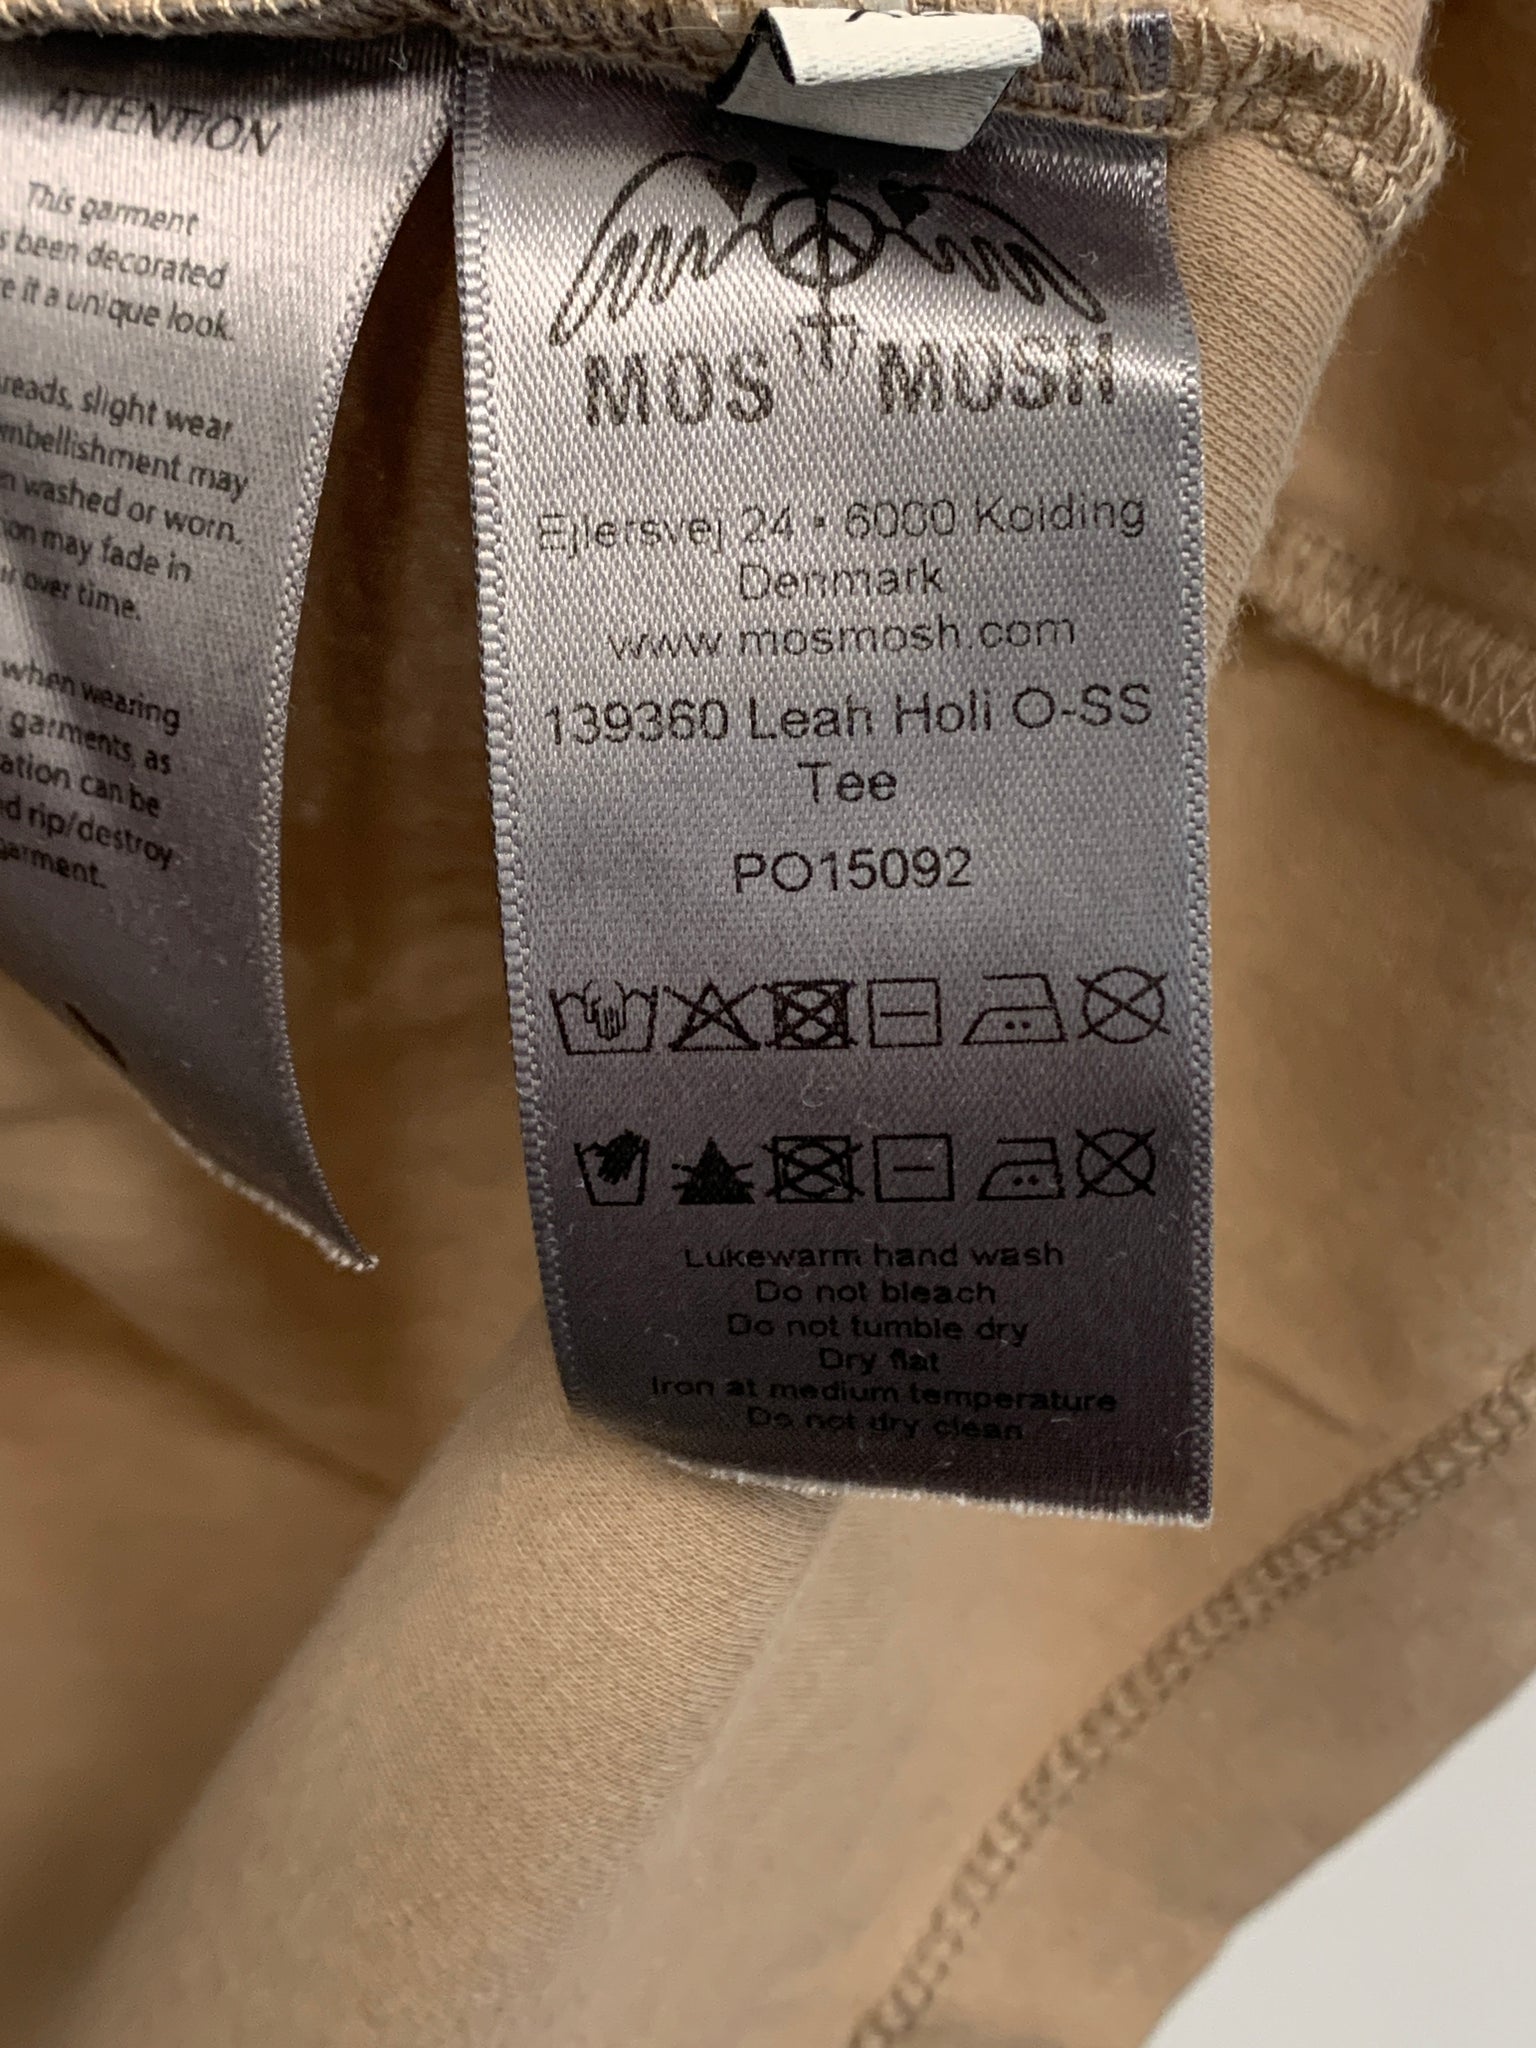 ATTENTION
This garment
been decorated
it a unique look.
slight wear
embellishment may
washed or worn.
may fade in
over time.
when wearing
garments, as
can be
rip/destroy
garment.
MOS MOSH
Ejlersvej 24 • 6000 Kolding
Denmark
www.mosmosh.com
139360 Leah Holi O-SS
Tee
PO15092
Lukewarm hand wash
Do not bleach
Do not tumble dry
Dry flat
Iron at medium temperature
Do not dry clean